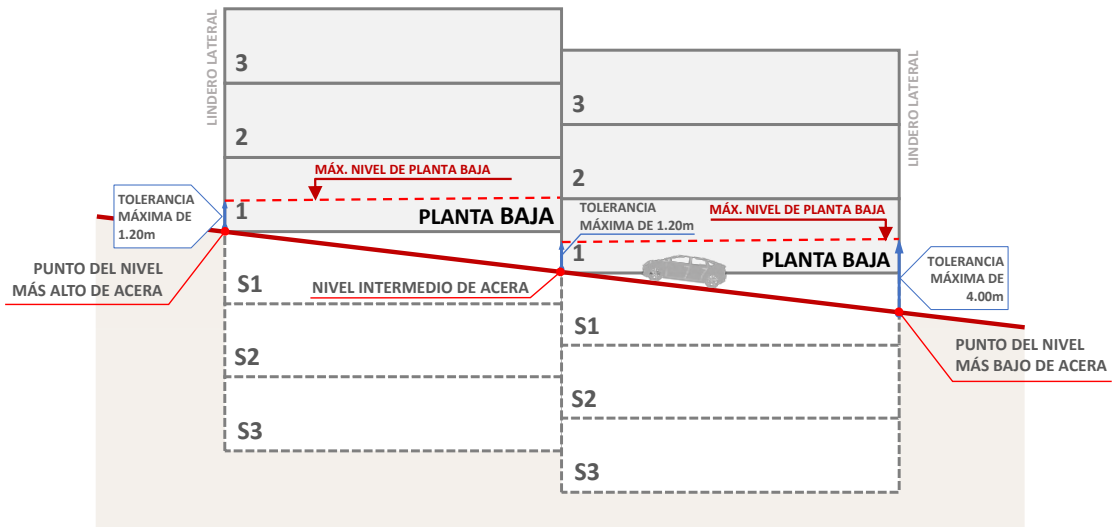 LINDERO LATERAL
3
2
MÁX. NIVEL DE PLANTA BAJA
1
PLANTA BAJA
TOLERANCIA
MÁXIMA DE
1.20m
PUNTO DEL NIVEL
MÁS ALTO DE ACERA
S1
S2
S3
NIVEL INTERMEDIO DE ACERA
LINDERO LATERAL
3
2
TOLERANCIA
MÁXIMA DE 1.20m
MÁX. NIVEL DE PLANTA BAJA
1
PLANTA BAJA
TOLERANCIA
MÁXIMA DE
4.00m
S1
S2
S3
PUNTO DEL NIVEL
MÁS BAJO DE ACERA